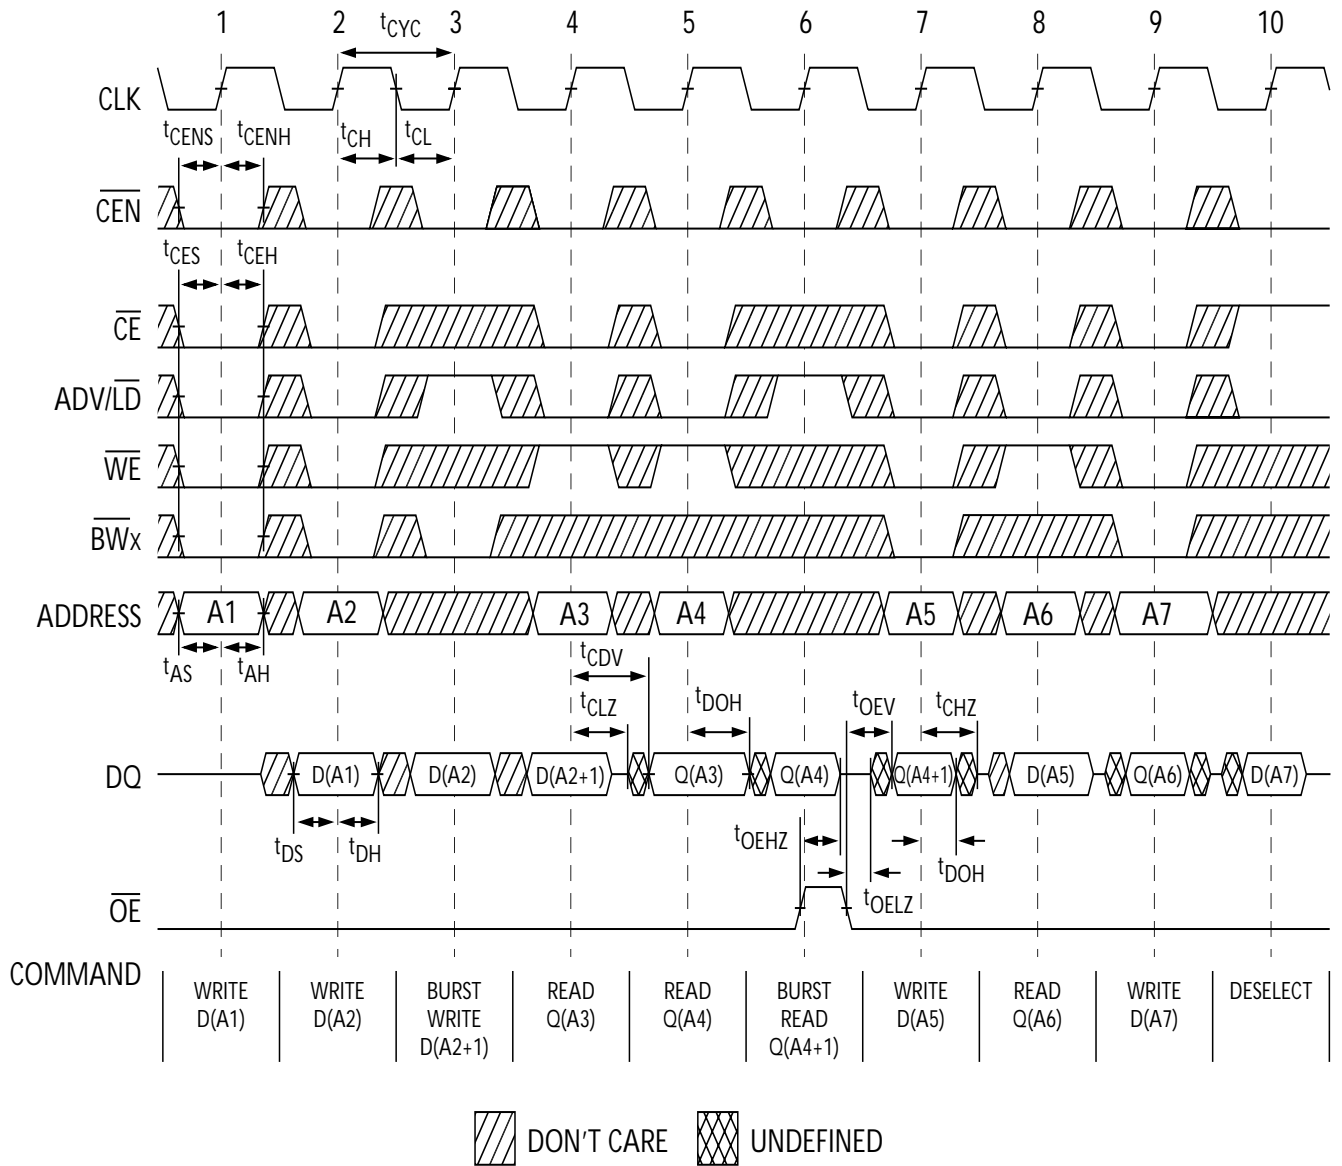 1 2 tCYC 3 4 5 6 7 8 9 10
CLK
tCENS tCENH tCH tCL
CEN
tCES tCEH
CE
ADV/LD
WE
BWx
ADDRESS A1 A2 A3 A4 A5 A6 A7
tAS tAH tCDV
tCLZ tDOH tOEV tCHZ
DQ D(A1) D(A2) D(A2+1) Q(A3) Q(A4) Q(A4+1) D(A5) Q(A6) D(A7)
tDS tDH tOEHZ tDOH
OE tOELZ
COMMAND
WRITE WRITE BURST READ READ BURST WRITE READ WRITE DESELECT
D(A1) D(A2) WRITE Q(A3) Q(A4) READ D(A5) Q(A6) D(A7)
D(A2+1) Q(A4+1)
DON'T CARE UNDEFINED